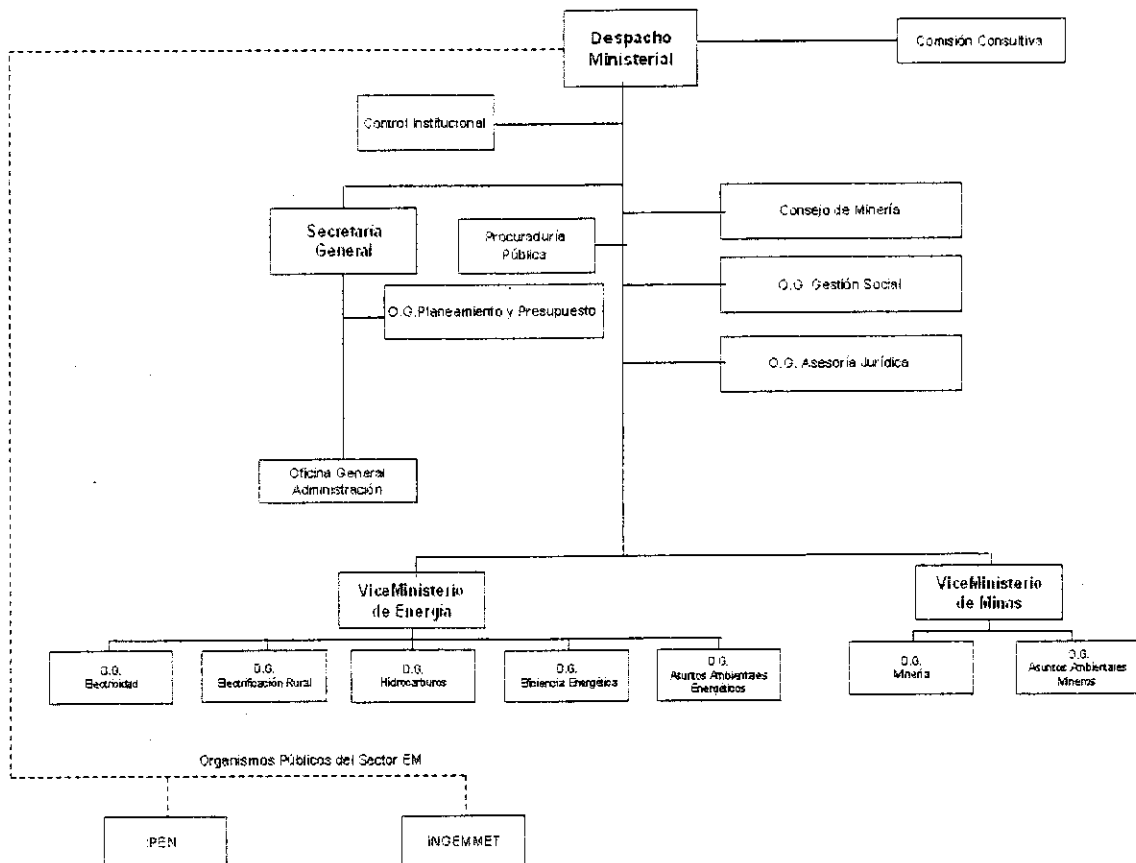 Despacho
Ministerial
Comisión Consultiva
Control Institucional
Secretaría
General
Procuraduría
Pública
Consejo de Minería
O.G. Gestión Social
O.G.Planeamiento y Presupuesto
O.G. Asesoría Jurídica
Oficina General
Administración
ViceMinisterio
de Energía
ViceMinisterio
de Minas
D.G.
Electricidad
D.G.
Electrificación Rural
D.G.
Hidrocarburos
D.G.
Eficiencia Energética
D.G.
Asuntos Ambientales
Energéticos
D.G.
Minería
D.G.
Asuntos Ambientales
Mineros
Organismos Públicos del Sector EM
IPEN
INGEMMET